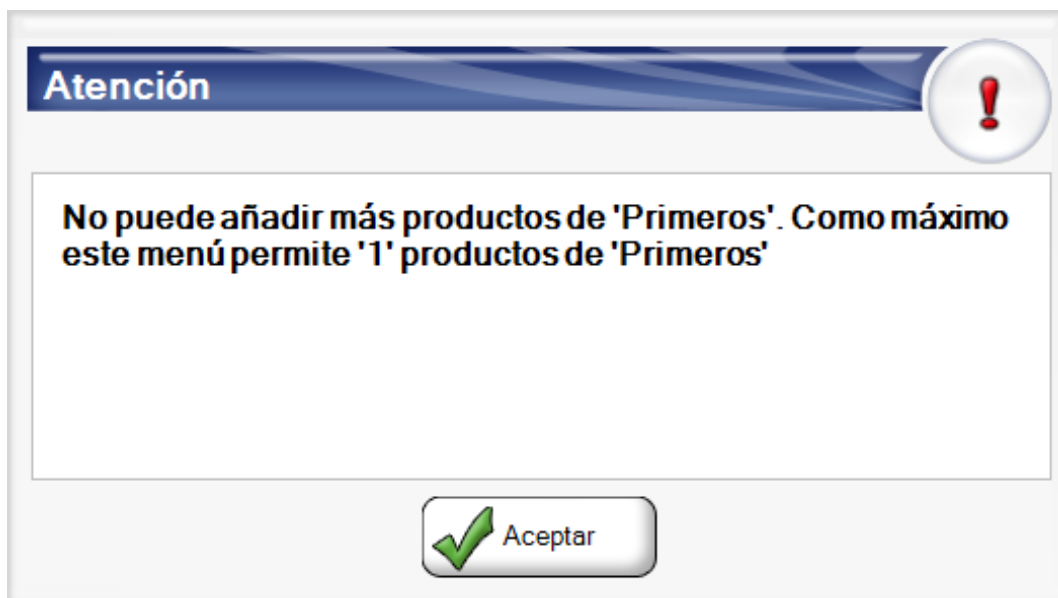 Atención
No puede añadir más productos de 'Primeros'. Como máximo
este menú permite '1' productos de 'Primeros'
Aceptar